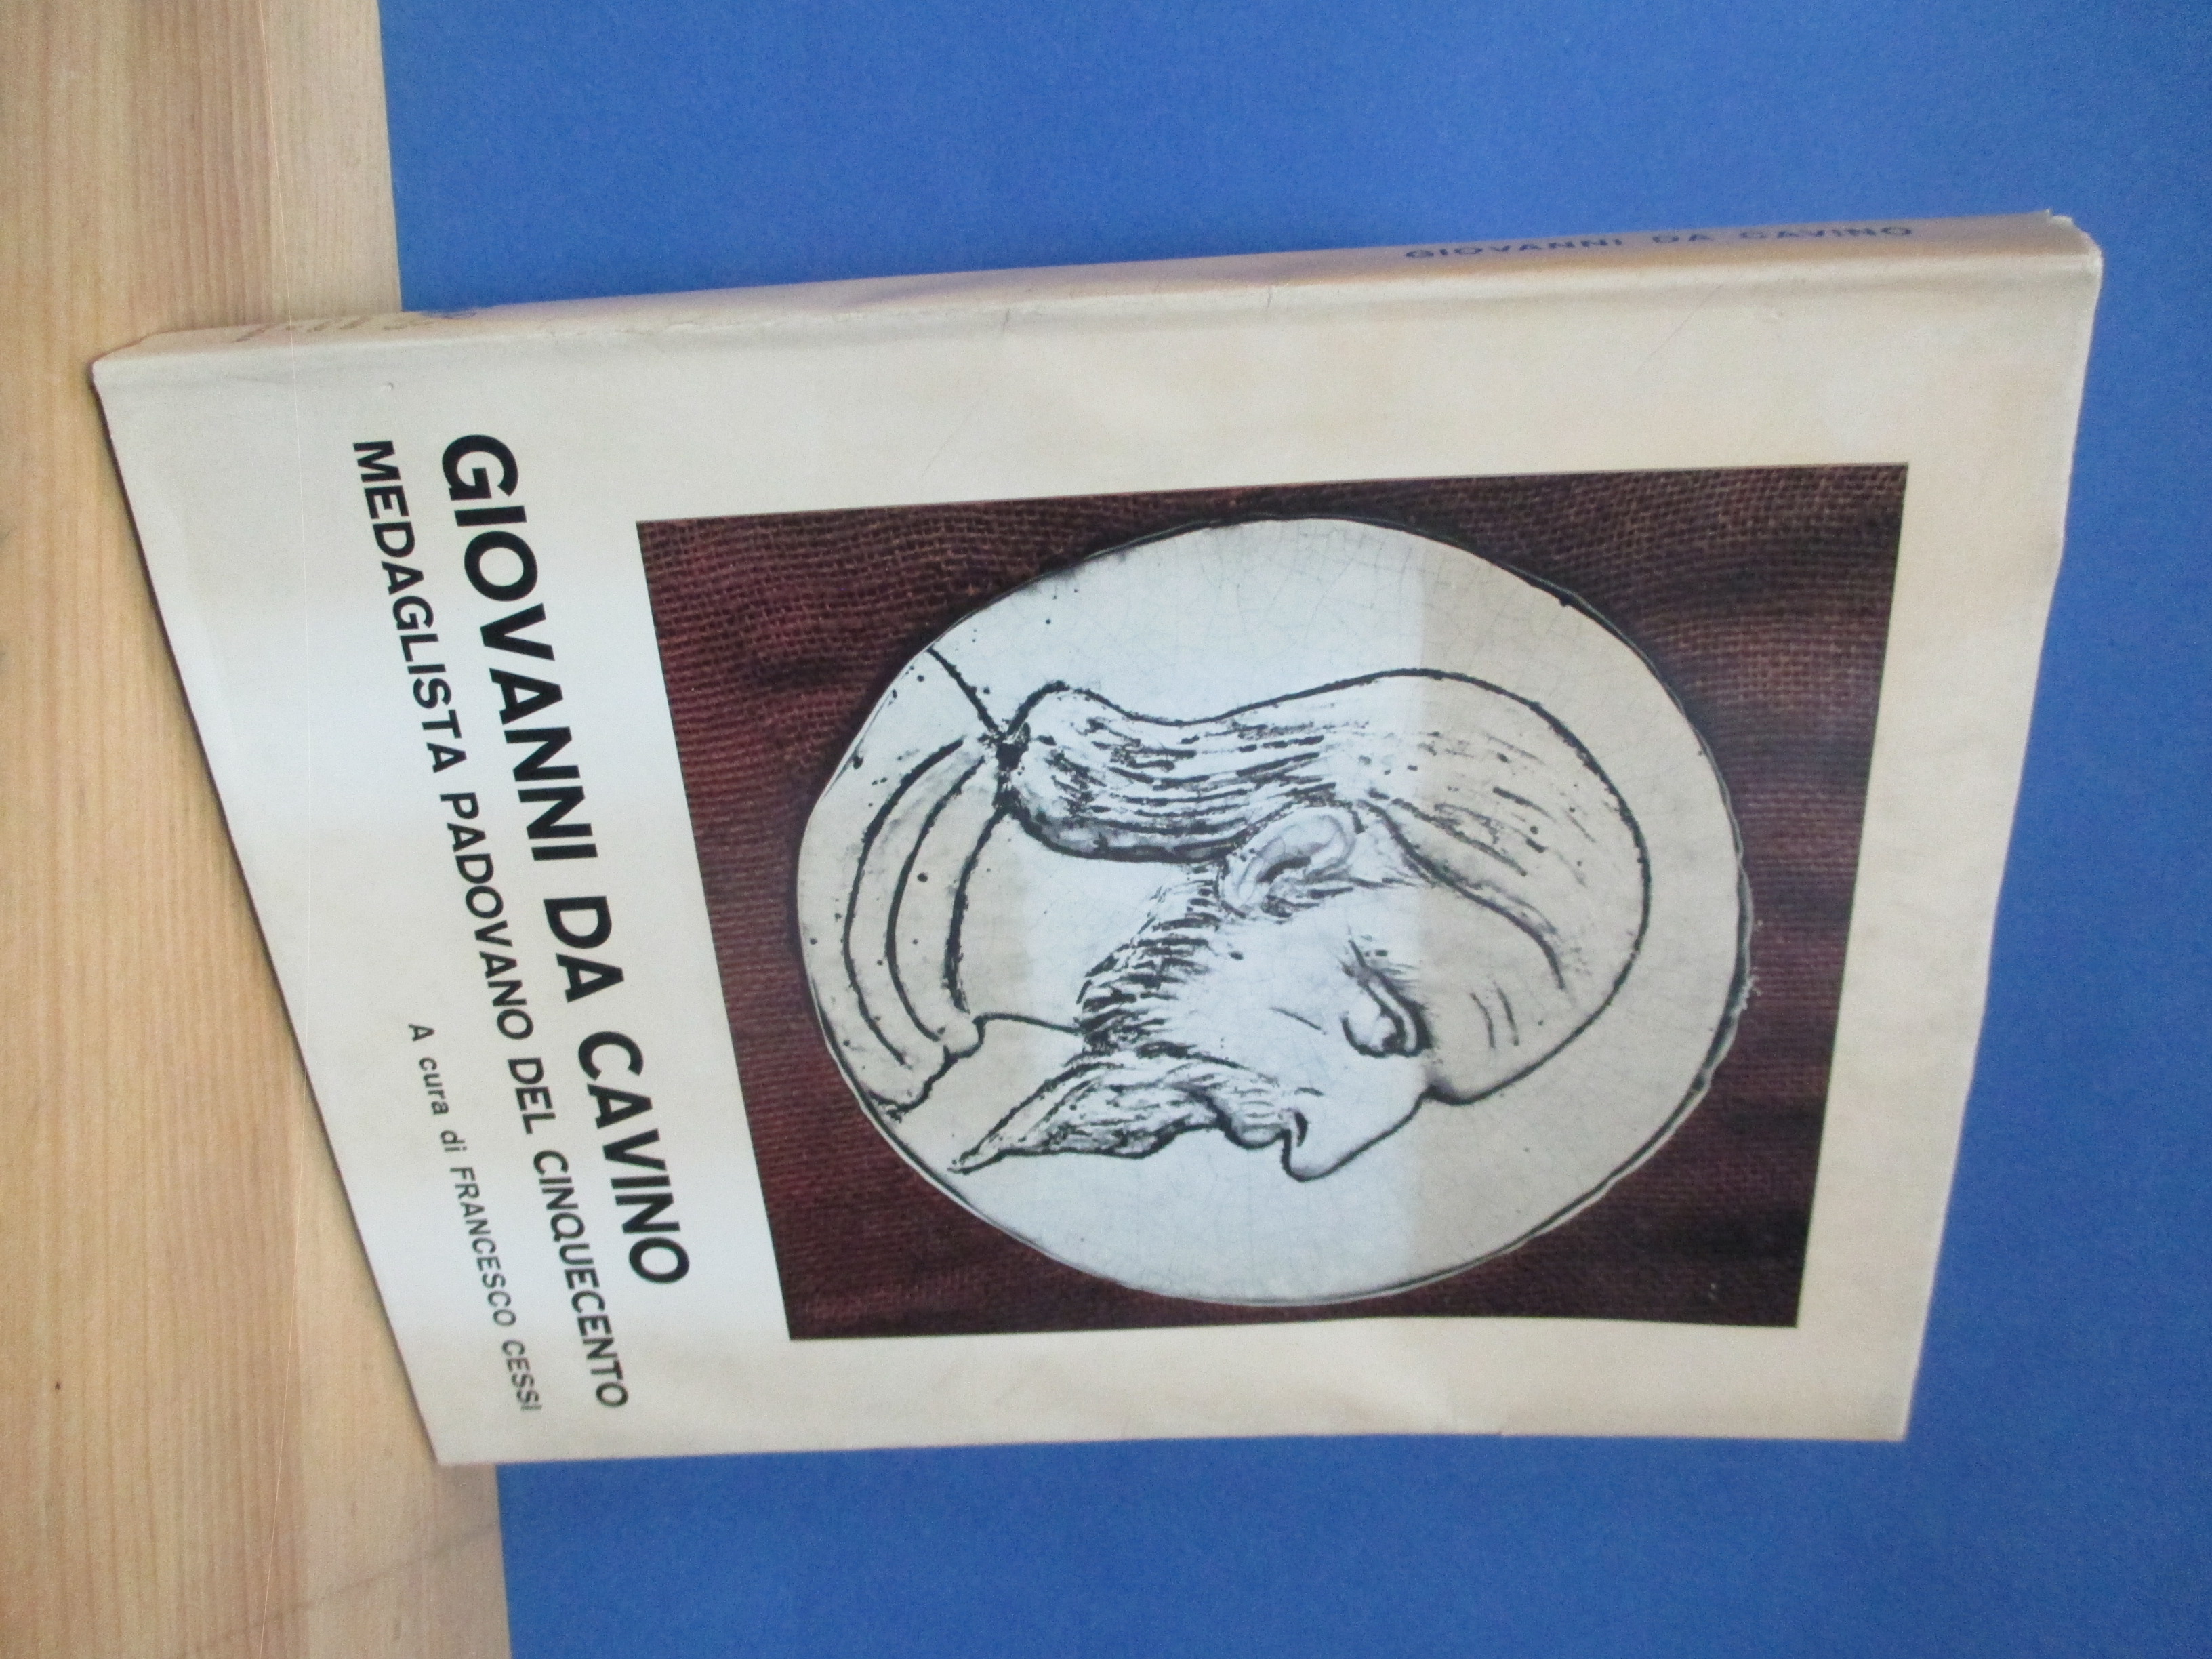 GIOVANNI DA CAVINO
MEDAGLISTA PADOVANO DEL CINQUECENTO
A cura di FRANCESCO CESSI
GIOVANNI DA CAVINO